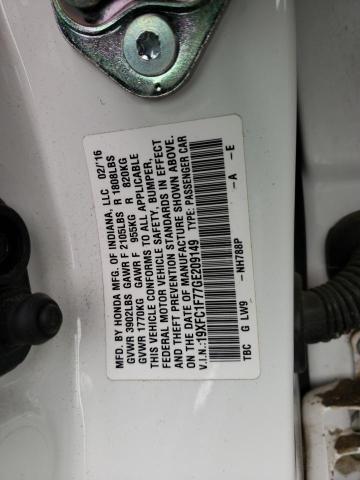 MFD. BY HONDA MFG. OF INDIANA, LLC 02/16
GVWR 3902LBS GAWR F 2105LBS R 1808LBS
GVWR 1770KG GAWR F 955KG R 820KG
THIS VEHICLE CONFORMS TO ALL APPLICABLE
FEDERAL MOTOR VEHICLE SAFETY, BUMPER,
AND THEFT PREVENTION STANDARDS IN EFFECT
ON THE DATE OF MANUFACTURE SHOWN ABOVE.
V.I.N.:19XFC1F77GE209149 TYPE: PASSENGER CAR
NH788P A E
TBC G LW9